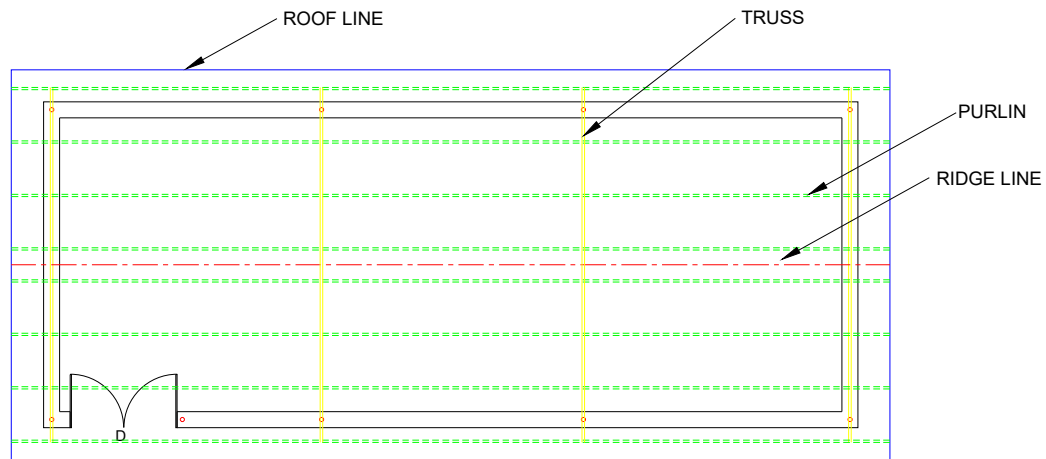 ROOF LINE
TRUSS
PURLIN
RIDGE LINE
D